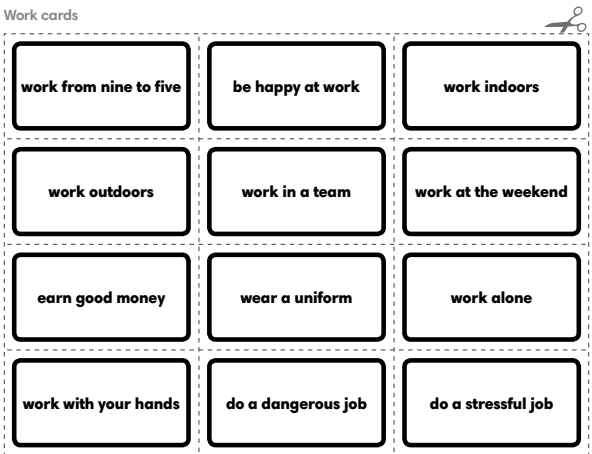 Work cards
work from nine to five
be happy at work
work indoors
work outdoors
work in a team
work at the weekend
earn good money
wear a uniform
work alone
work with your hands
do a dangerous job
do a stressful job